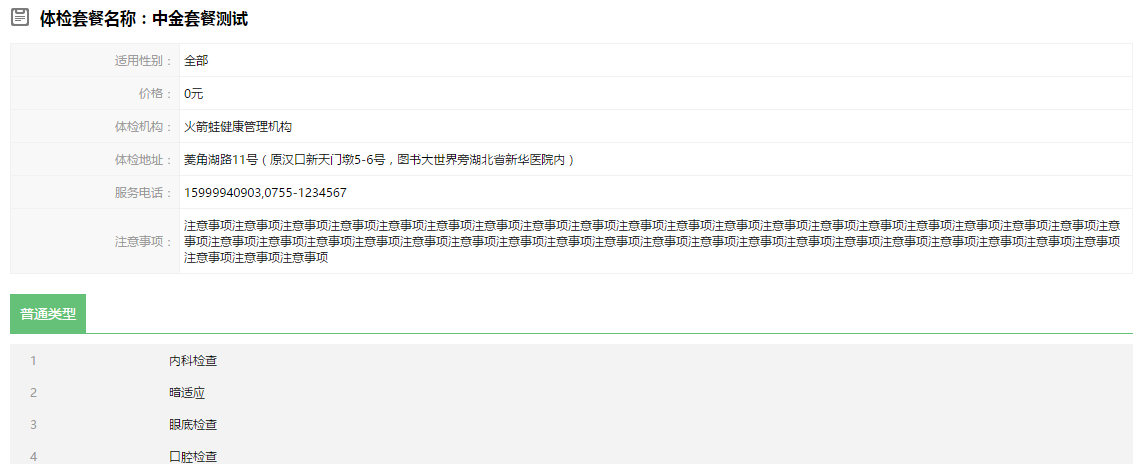 体检套餐名称：中金套餐测试
适用性别： 全部
价格： 0元
体检机构： 火箭蛙健康管理机构
体检地址： 菱角湖路11号（原汉口新天门墩5-6号，图书大世界旁湖北省新华医院内）
服务电话： 15999940903,0755-1234567
注意事项： 注意事项注意事项注意事项注意事项注意事项注意事项注意事项注意事项注意事项注意事项注意事项注意事项注意事项注意事项注意事项注意事项注意事项注意事项注意事项注意
事项注意事项注意事项注意事项注意事项注意事项注意事项注意事项注意事项注意事项注意事项注意事项注意事项注意事项注意事项注意事项注意事项注意事项注意事项注意事项
注意事项注意事项注意事项
普通类型
1 内科检查
2 暗适应
3 眼底检查
4 口腔检查